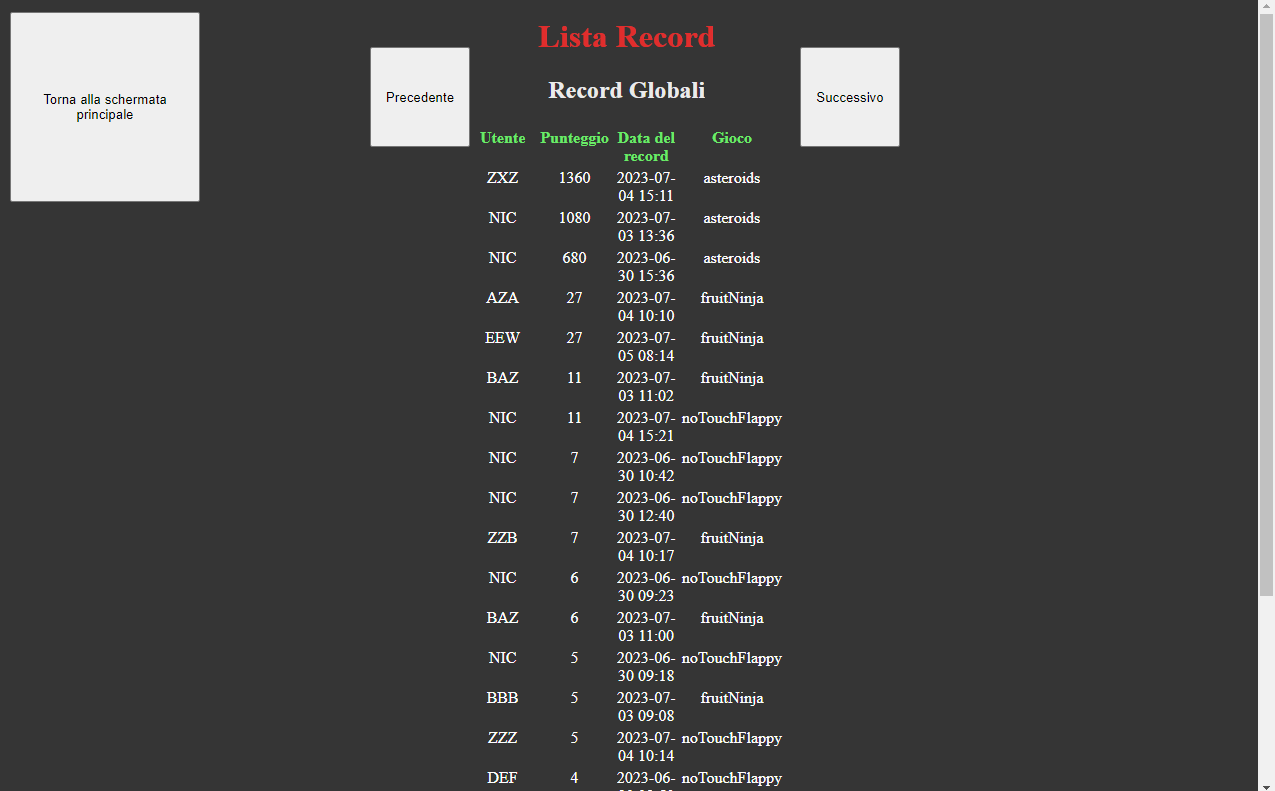 Torna alla schermata
principale
Lista Record
Precedente
Record Globali
Successivo
Utente Punteggio Data del record Gioco
ZXZ 1360 2023-07-04 15:11 asteroids
NIC 1080 2023-07-03 13:36 asteroids
NIC 680 2023-06-30 15:36 asteroids
AZA 27 2023-07-04 10:10 fruitNinja
EEW 27 2023-07-05 08:14 fruitNinja
BAZ 11 2023-07-03 11:02 fruitNinja
NIC 11 2023-07-04 15:21 noTouchFlappy
NIC 7 2023-06-30 10:42 noTouchFlappy
NIC 7 2023-06-30 12:40 noTouchFlappy
ZZB 7 2023-07-04 10:17 fruitNinja
NIC 6 2023-06-30 09:23 noTouchFlappy
BAZ 6 2023-07-03 11:00 fruitNinja
NIC 5 2023-06-30 09:18 noTouchFlappy
BBB 5 2023-07-03 09:08 fruitNinja
ZZZ 5 2023-07-04 10:14 noTouchFlappy
DEF 4 2023-06- noTouchFlappy